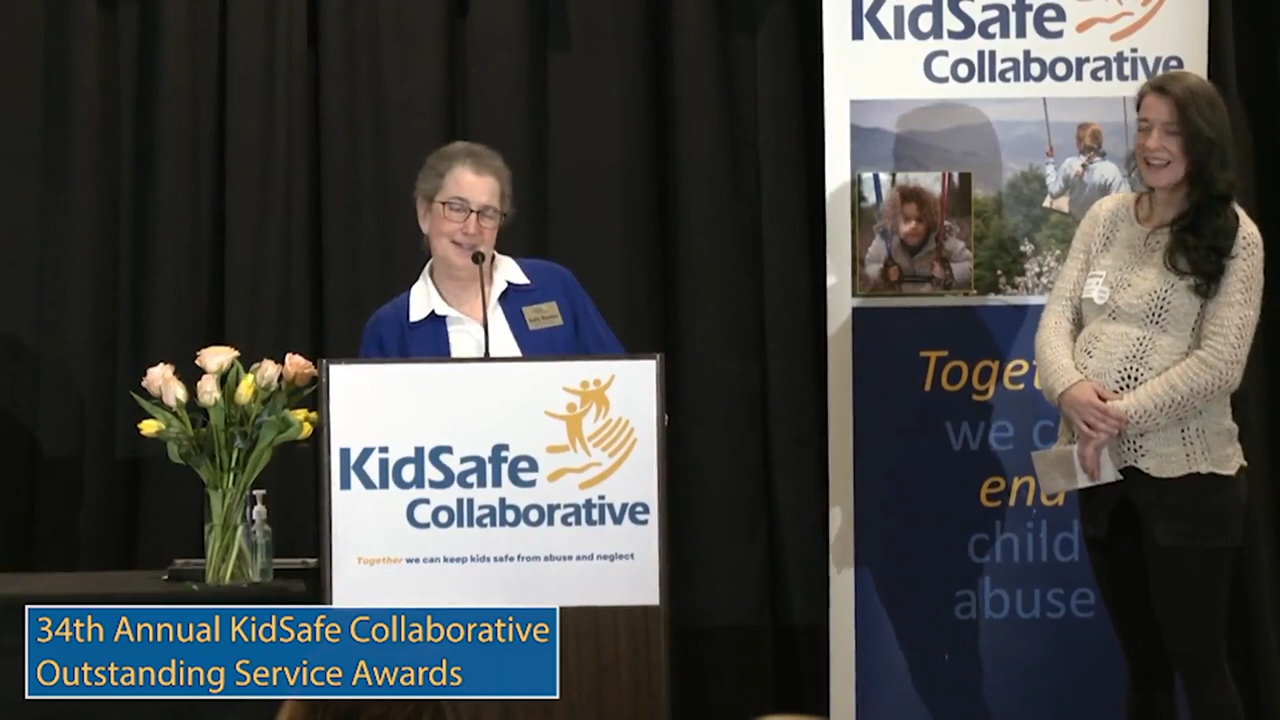 KidSafe
Collaborative
KidSafe
Collaborative
Together we can keep kids safe from abuse and neglect
we
end
child
abuse
34th Annual KidSafe Collaborative
Outstanding Service Awards